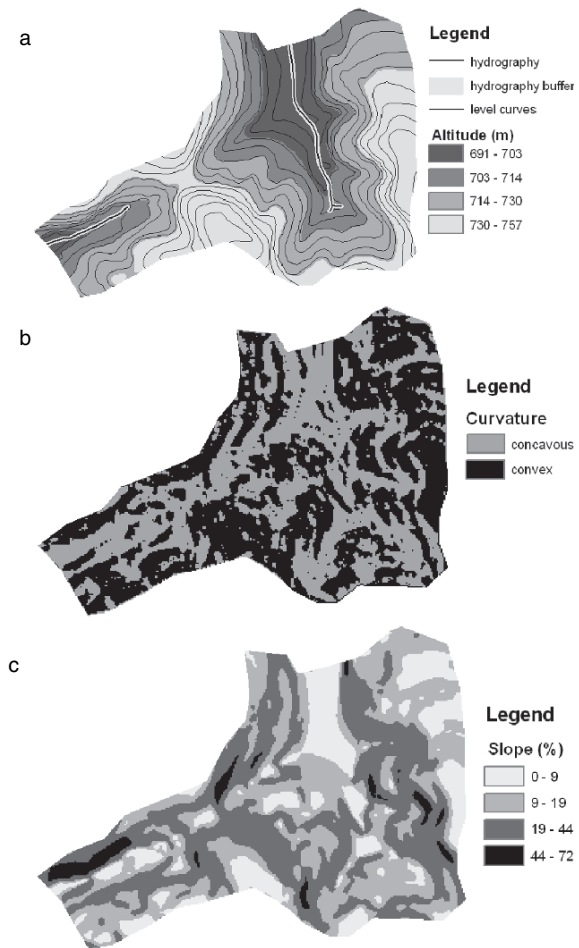 a
Legend
hydrography
hydrography buffer
level curves
Altitude (m)
691 - 703
703 - 714
714 - 730
730 - 757
b
Legend
Curvature
concavous
convex
c
Legend
Slope (%)
0 - 9
9 - 19
19 - 44
44 - 72